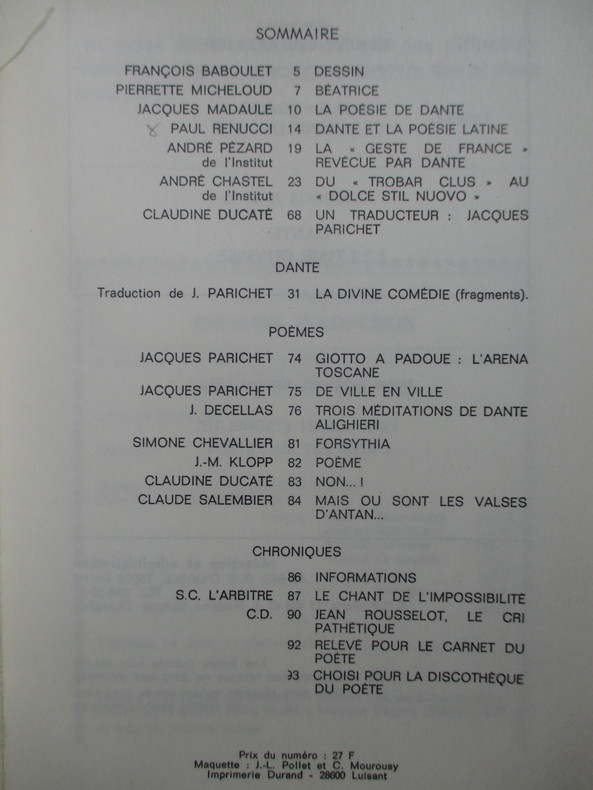 SOMMAIRE
FRANÇOIS BABOULET 5 DESSIN
PIERRETTE MICHELOUD 7 BÉATRICE
JACQUES MADAULE 10 LA POÉSIE DE DANTE
PAUL RENUCCI 14 DANTE ET LA POÉSIE LATINE
ANDRÉ PÉZARD 19 LA « GESTE DE FRANCE »
de l'Institut REVÉCUE PAR DANTE
ANDRÉ CHASTEL 23 DU « TROBAR CLUS » AU
de l'Institut « DOLCE STIL NUOVO »
CLAUDINE DUCATÉ 68 UN TRADUCTEUR : JACQUES
PARICHET
DANTE
Traduction de J. PARICHET 31 LA DIVINE COMÉDIE (fragments).
POÈMES
JACQUES PARICHET 74 GIOTTO A PADOUE : L'ARENA
TOSCANE
JACQUES PARICHET 75 DE VILLE EN VILLE
J. DECELLAS 76 TROIS MÉDITATIONS DE DANTE
ALIGHIERI
SIMONE CHEVALLIER 81 FORSYTHIA
J.-M. KLOPP 82 POÈME
CLAUDINE DUCATÉ 83 NON... !
CLAUDE SALEMBIER 84 MAIS OU SONT LES VALSES
D'ANTAN...
CHRONIQUES
86 INFORMATIONS
S.C. L'ARBITRE 87 LE CHANT DE L'IMPOSSIBILITÉ
C.D. 90 JEAN ROUSSELOT, LE CRI
PATHÉTIQUE
92 RELEVÉ POUR LE CARNET DU
POÈTE
93 CHOISI POUR LA DISCOTHÈQUE
DU POÈTE
Prix du numéro : 27 F
Maquette : J.-L. Pollet et C. Mourousy
Imprimerie Durand - 28600 Luisant